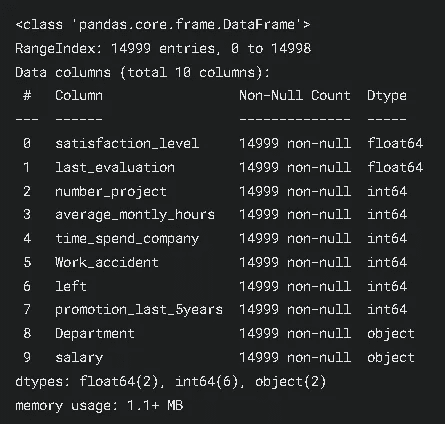 <class 'pandas.core.frame.DataFrame'>
RangeIndex: 14999 entries, 0 to 14998
Data columns (total 10 columns):
 #   Column                 Non-Null Count  Dtype
---  ------                 --------------  -----
 0   satisfaction_level     14999 non-null  float64
 1   last_evaluation        14999 non-null  float64
 2   number_project         14999 non-null  int64
 3   average_montly_hours   14999 non-null  int64
 4   time_spend_company     14999 non-null  int64
 5   Work_accident          14999 non-null  int64
 6   left                   14999 non-null  int64
 7   promotion_last_5years  14999 non-null  int64
 8   Department             14999 non-null  object
 9   salary                 14999 non-null  object
dtypes: float64(2), int64(6), object(2)
memory usage: 1.1+ MB